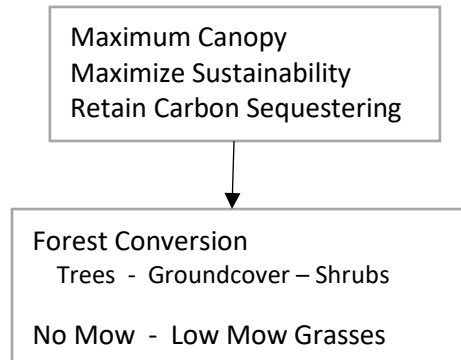 Maximum Canopy
Maximize Sustainability
Retain Carbon Sequestering
Forest Conversion
Trees - Groundcover – Shrubs
No Mow - Low Mow Grasses